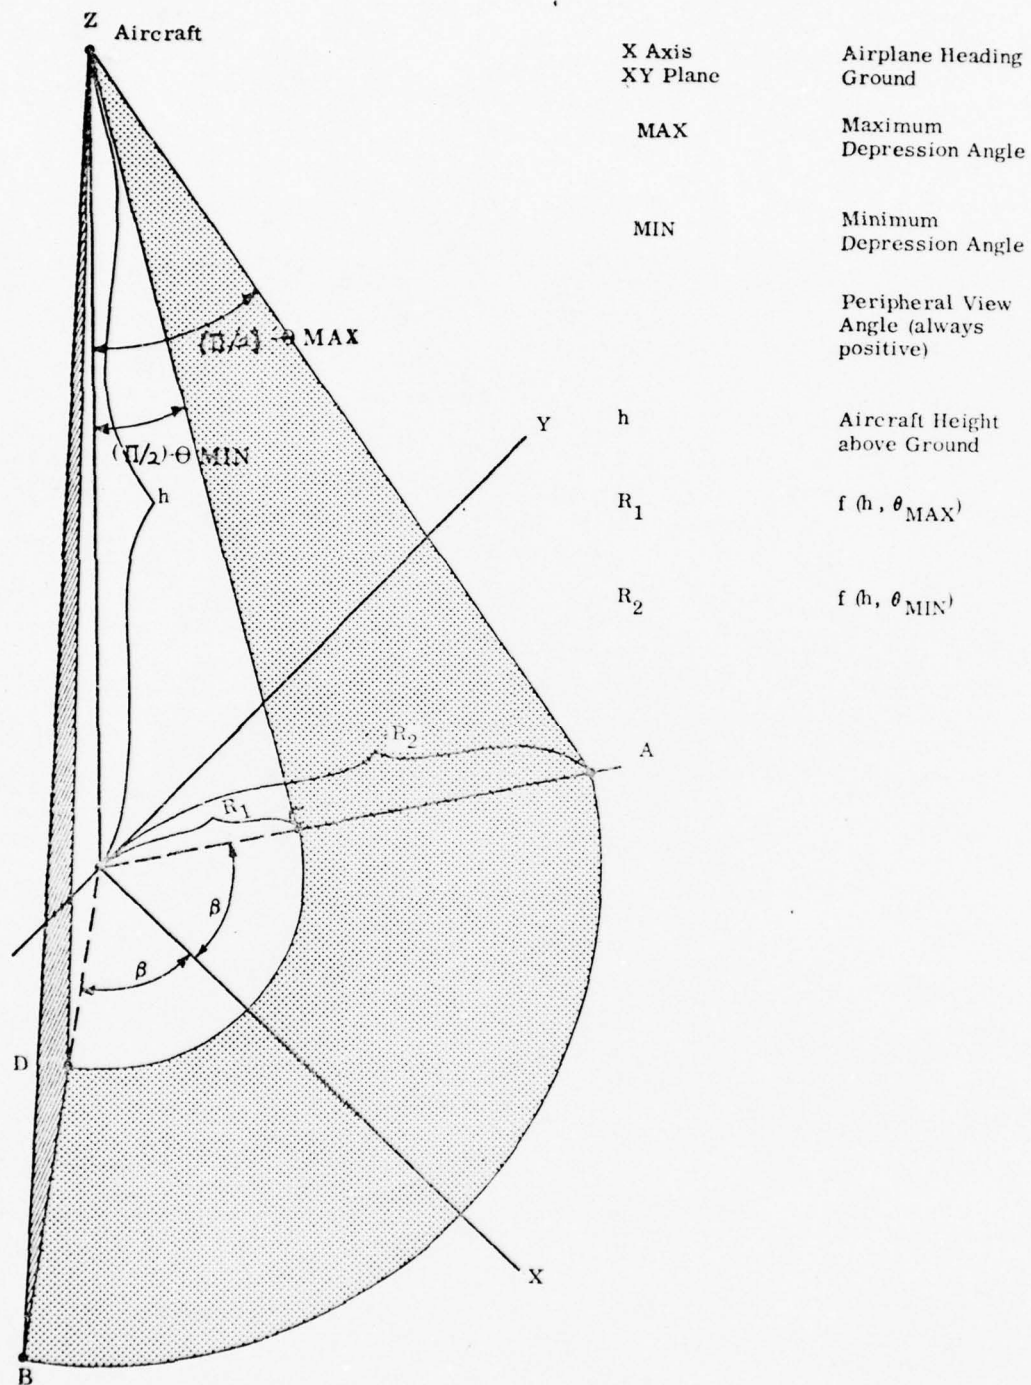 Z Aircraft
X Axis Airplane Heading
XY Plane Ground
MAX Maximum
Depression Angle
MIN Minimum
Depression Angle
Peripheral View
Angle (always
positive)
h Aircraft Height
above Ground
R1 f (h, θMAX)
R2 f (h, θMIN)
θ MAX
(Π/2)-θ MIN
h
Y
R2
A
R1
β
β
D
X
B